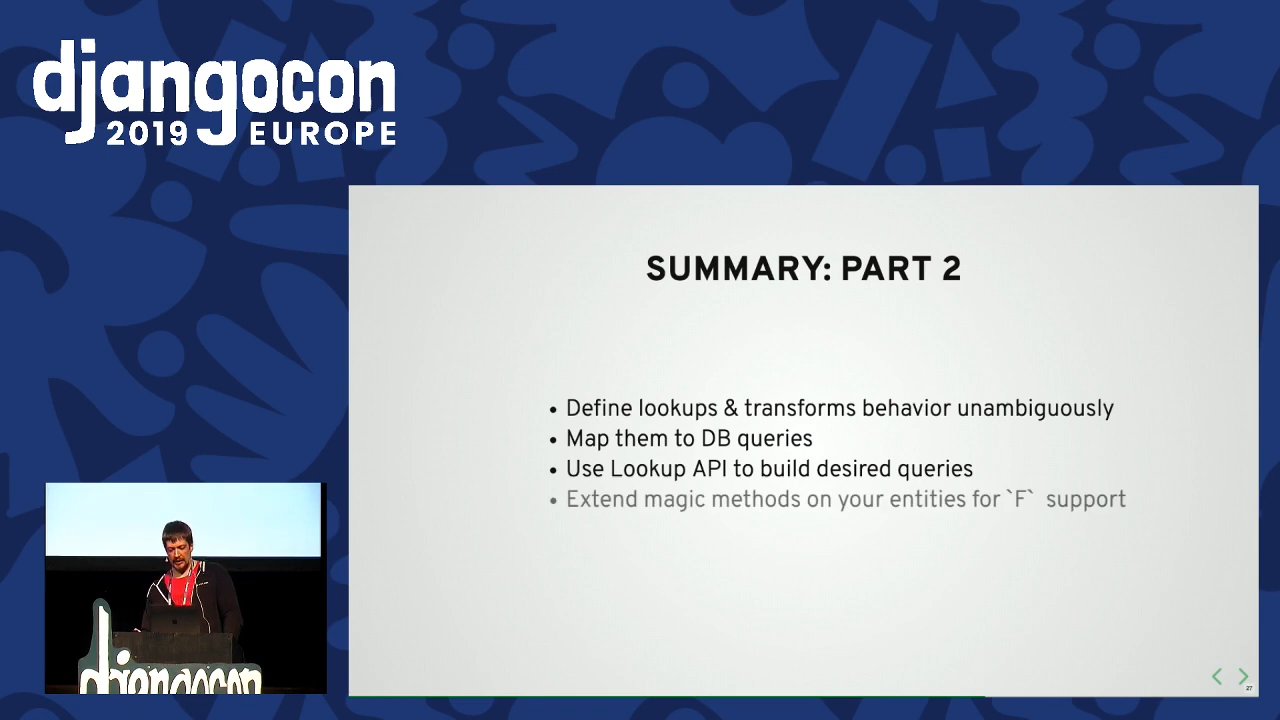 djangocon
2019 EUROPE
SUMMARY: PART 2
• Define lookups & transforms behavior unambiguously
• Map them to DB queries
• Use Lookup API to build desired queries
• Extend magic methods on your entities for `F` support
27
djangocon